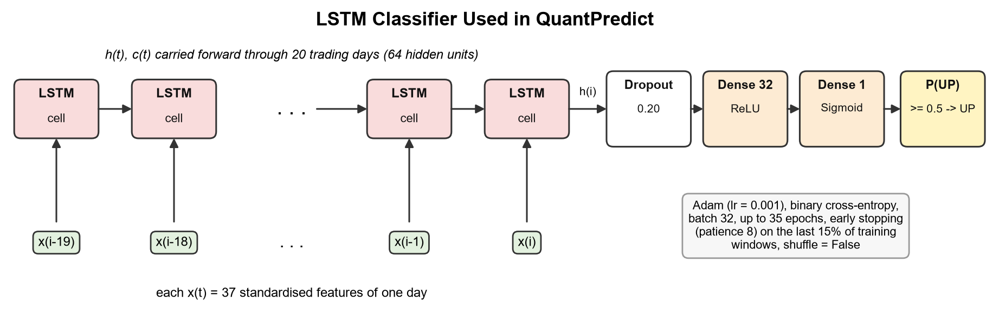 LSTM Classifier Used in QuantPredict
h(t), c(t) carried forward through 20 trading days (64 hidden units)
LSTM
cell
LSTM
cell
. . .
LSTM
cell
LSTM
cell
h(i)
Dropout
0.20
Dense 32
ReLU
Dense 1
Sigmoid
P(UP)
>= 0.5 -> UP
x(i-19)
x(i-18)
. . .
x(i-1)
x(i)
Adam (lr = 0.001), binary cross-entropy,
batch 32, up to 35 epochs, early stopping
(patience 8) on the last 15% of training
windows, shuffle = False
each x(t) = 37 standardised features of one day